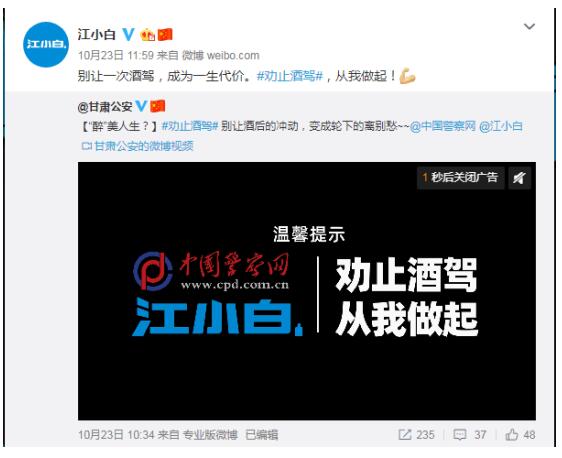 江小白.
江小白 V
10月23日 11:59 来自 微博 weibo.com
别让一次酒驾，成为一生代价。#劝止酒驾#，从我做起！
@甘肃公安 V
【“醉”美人生？】#劝止酒驾# 别让酒后的冲动，变成轮下的离别愁~~@中国警察网 @江小白
甘肃公安的微博视频
1 秒后关闭广告
温馨提示
中国警察网
www.cpd.com.cn
江小白.
劝止酒驾
从我做起
10月23日 10:34 来自 专业版微博 已编辑
235 37 48